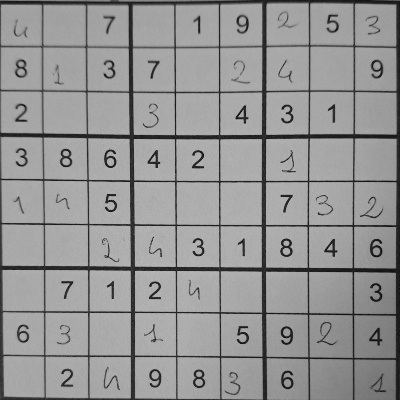 4 7 1 9 2 5 3
8 1 3 7 2 4 9
2 3 4 3 1
3 8 6 4 2 1
1 4 5 7 3 2
2 4 3 1 8 4 6
7 1 2 4 3
6 3 1 5 9 2 4
2 4 9 8 3 6 1